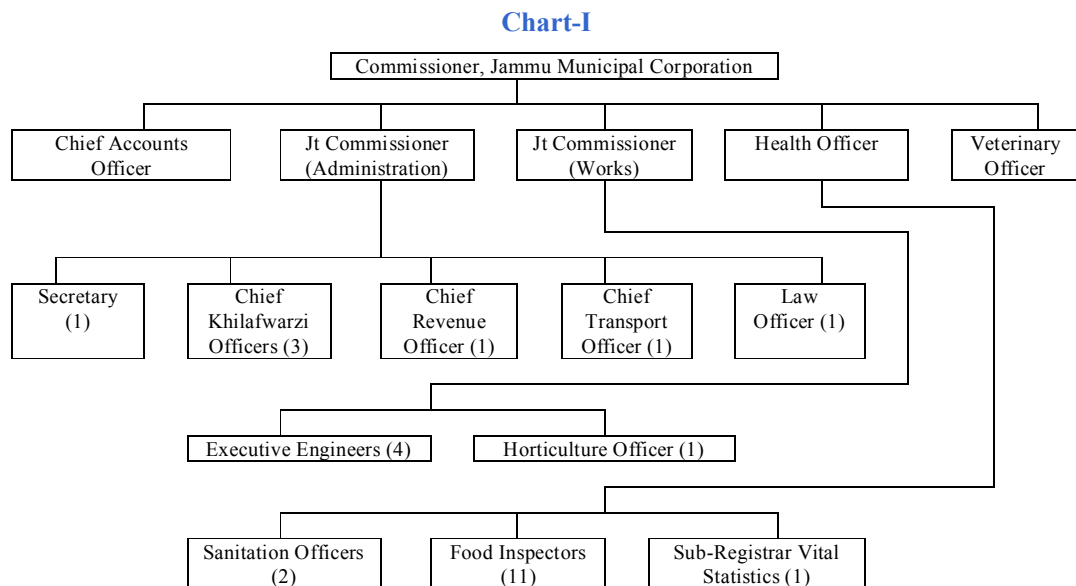 Chart-I
Commissioner, Jammu Municipal Corporation
Chief Accounts
Officer
Jt Commissioner
(Administration)
Jt Commissioner
(Works)
Health Officer
Veterinary
Officer
Secretary
(1)
Chief
Khilafwarzi
Officers (3)
Chief
Revenue
Officer (1)
Chief
Transport
Officer (1)
Law
Officer (1)
Executive Engineers (4)
Horticulture Officer (1)
Sanitation Officers
(2)
Food Inspectors
(11)
Sub-Registrar Vital
Statistics (1)